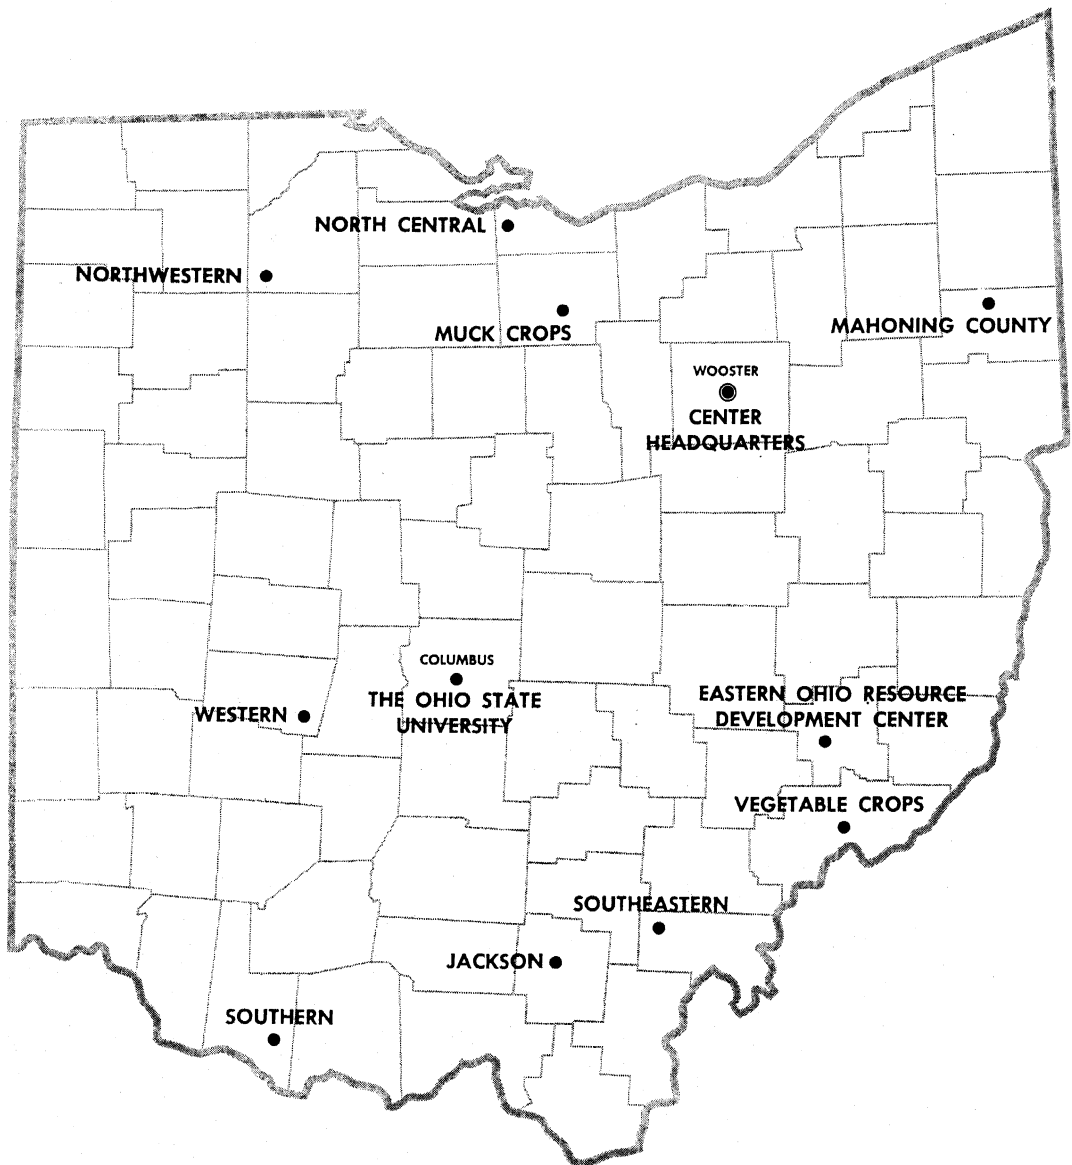 NORTH CENTRAL
NORTHWESTERN
MUCK CROPS
MAHONING COUNTY
WOOSTER
CENTER
HEADQUARTERS
COLUMBUS
THE OHIO STATE
UNIVERSITY
WESTERN
EASTERN OHIO RESOURCE
DEVELOPMENT CENTER
VEGETABLE CROPS
SOUTHEASTERN
JACKSON
SOUTHERN